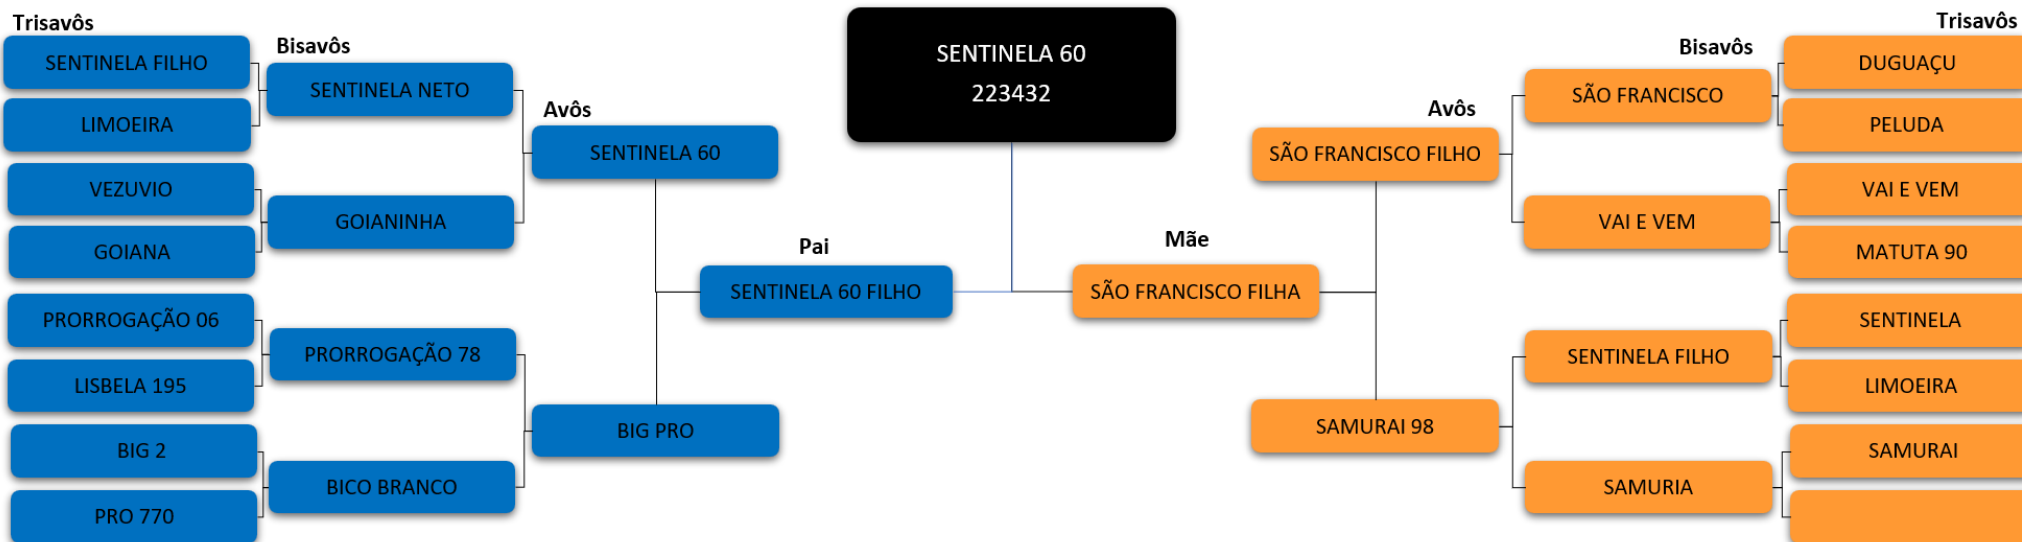 Trisavôs
SENTINELA FILHO
LIMOEIRA
VEZUVIO
GOIANA
PRORROGAÇÃO 06
LISBELA 195
BIG 2
PRO 770
Bisavôs
SENTINELA NETO
GOIANINHA
PRORROGAÇÃO 78
BICO BRANCO
Avôs
SENTINELA 60
BIG PRO
Pai
SENTINELA 60 FILHO
SENTINELA 60
223432
Mãe
SÃO FRANCISCO FILHA
Avôs
SÃO FRANCISCO FILHO
SAMURAI 98
Bisavôs
SÃO FRANCISCO
VAI E VEM
SENTINELA FILHO
SAMURIA
Trisavôs
DUGUAÇU
PELUDA
VAI E VEM
MATUTA 90
SENTINELA
LIMOEIRA
SAMURAI